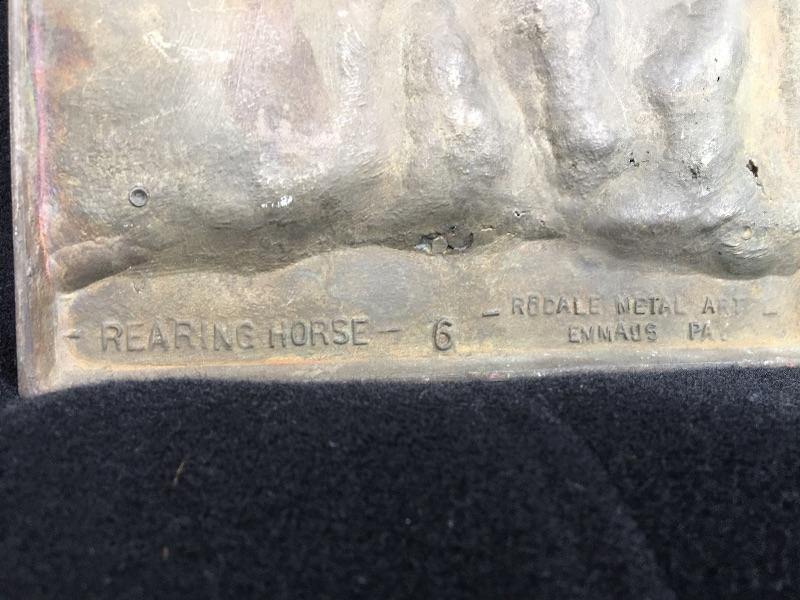 - REARING HORSE - 6
- RODALE METAL ART -
EMMAUS PA.